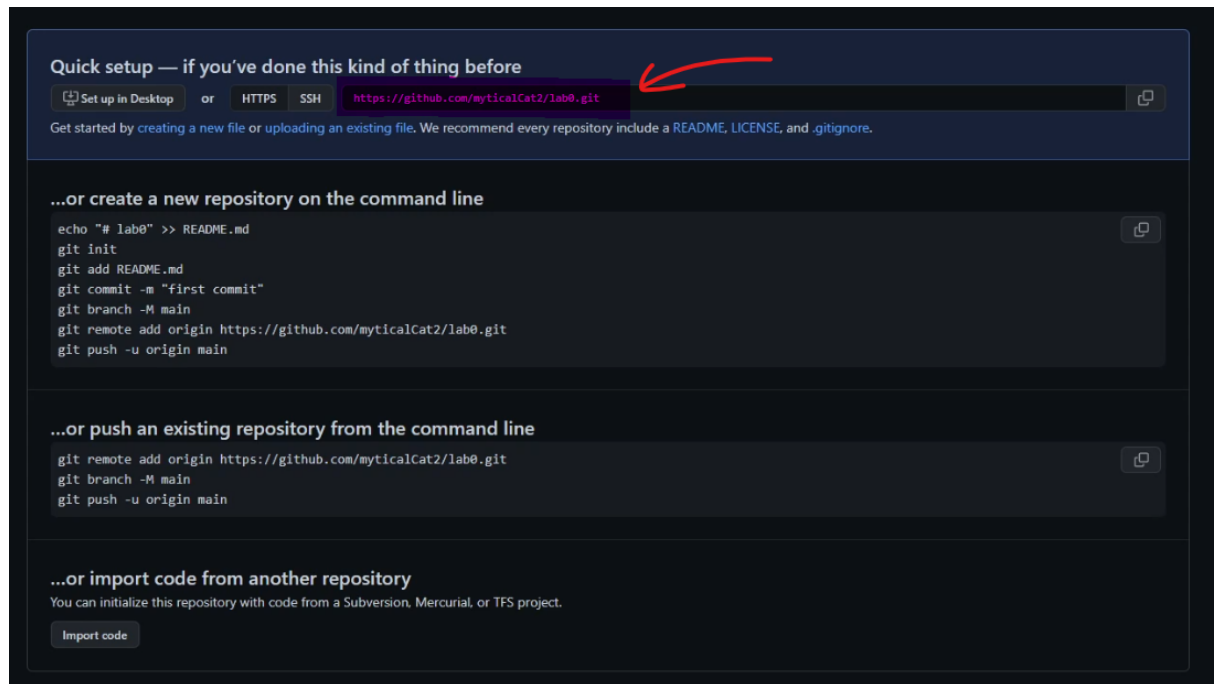 Quick setup — if you've done this kind of thing before
Set up in Desktop or HTTPS SSH https://github.com/myticalCat2/lab0.git
Get started by creating a new file or uploading an existing file. We recommend every repository include a README, LICENSE, and .gitignore.
...or create a new repository on the command line
echo "# lab0" >> README.md
git init
git add README.md
git commit -m "first commit"
git branch -M main
git remote add origin https://github.com/myticalCat2/lab0.git
git push -u origin main
...or push an existing repository from the command line
git remote add origin https://github.com/myticalCat2/lab0.git
git branch -M main
git push -u origin main
...or import code from another repository
You can initialize this repository with code from a Subversion, Mercurial, or TFS project.
Import code